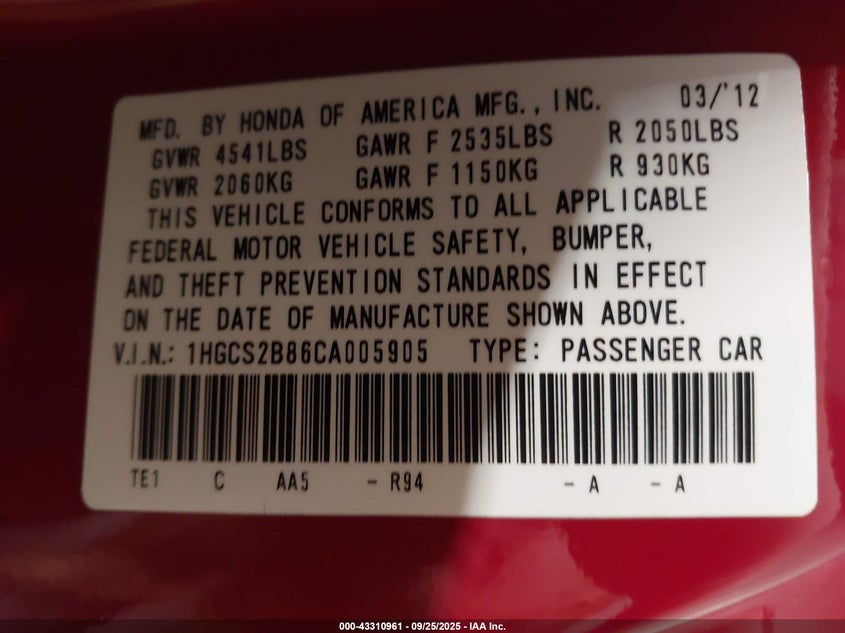 MFD. BY HONDA OF AMERICA MFG., INC. 03/'12
GVWR 4541LBS GAWR F 2535LBS R 2050LBS
GVWR 2060KG GAWR F 1150KG R 930KG
THIS VEHICLE CONFORMS TO ALL APPLICABLE
FEDERAL MOTOR VEHICLE SAFETY, BUMPER,
AND THEFT PREVENTION STANDARDS IN EFFECT
ON THE DATE OF MANUFACTURE SHOWN ABOVE.
V.I.N.: 1HGCS2B86CA005905 TYPE: PASSENGER CAR
TE1 C AA5 - R94 - A - A
000-43310961 - 09/25/2025 - IAA Inc.